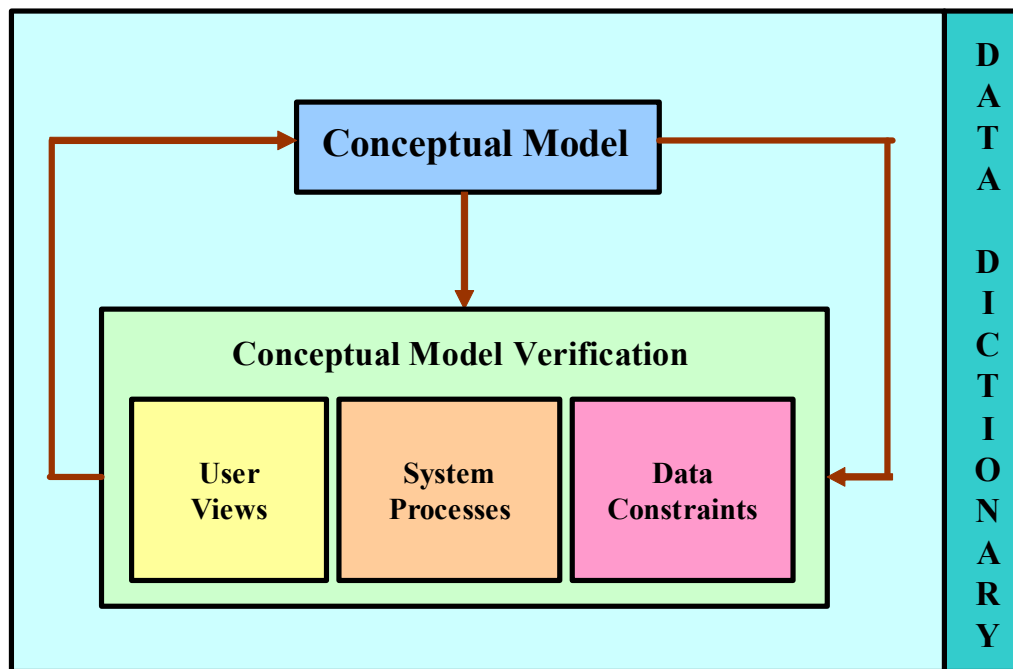 Conceptual Model
Conceptual Model Verification
User
Views
System
Processes
Data
Constraints
D
A
T
A
D
I
C
T
I
O
N
A
R
Y